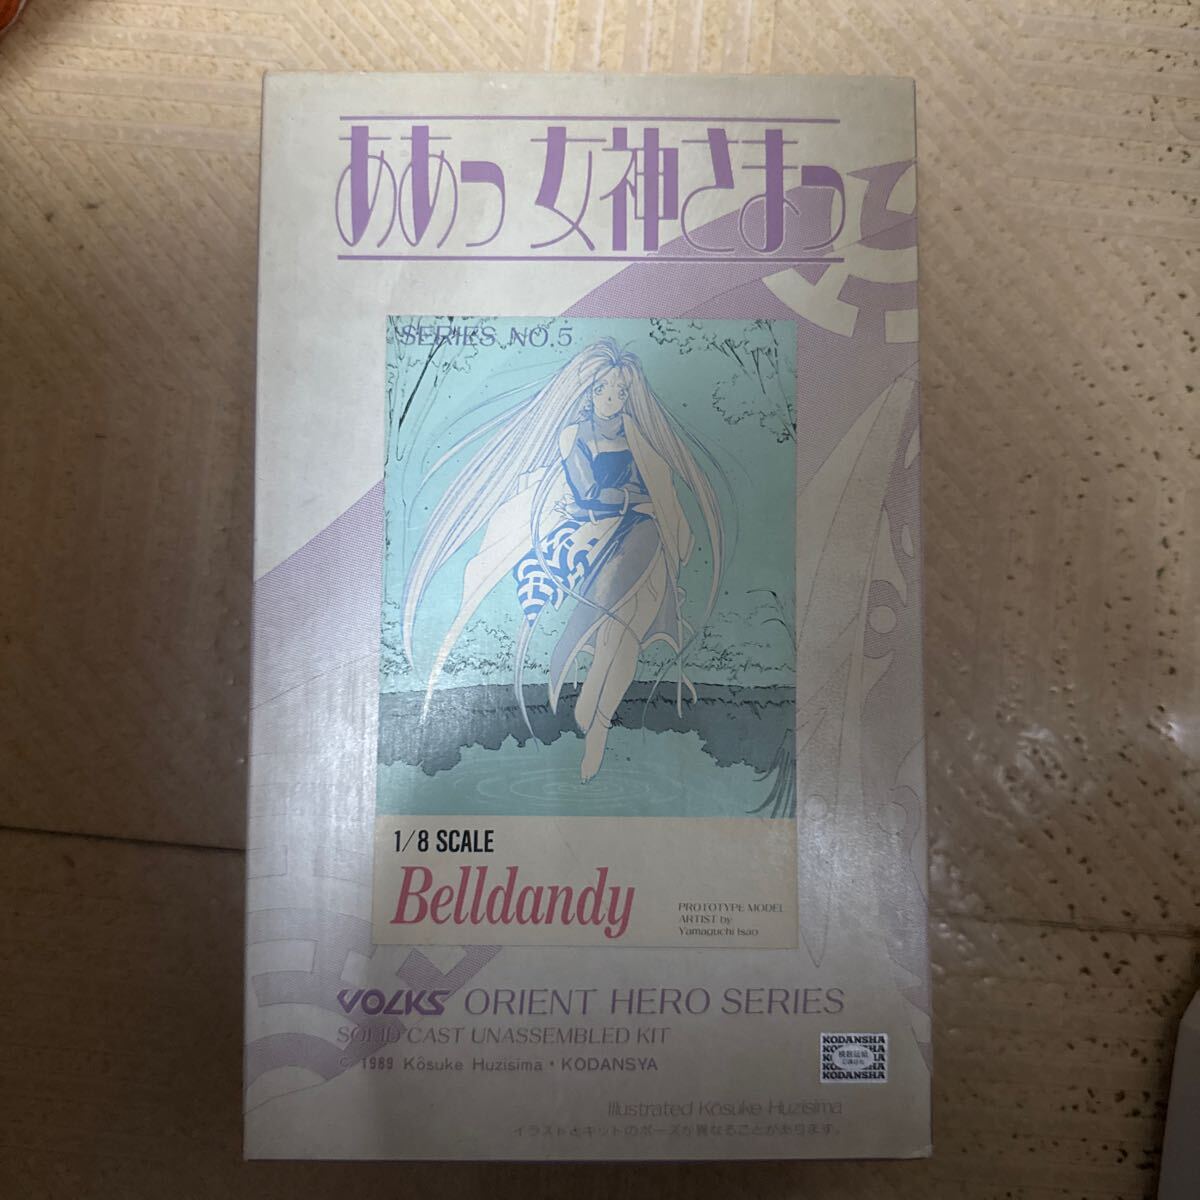 ああっ女神さまっ
SERIES NO.5
1/8 SCALE
Belldandy
PROTOTYPE MODEL
ARTIST by
Yamaguchi Isao
VOLKS ORIENT HERO SERIES
SOLID CAST UNASSEMBLED KIT
© 1989 Kôsuke Huzisima・KODANSYA
KODANSHA
KODANSHA
Illustrated Kôsuke Huzisima
イラストとキットのポーズが異なることがあります。